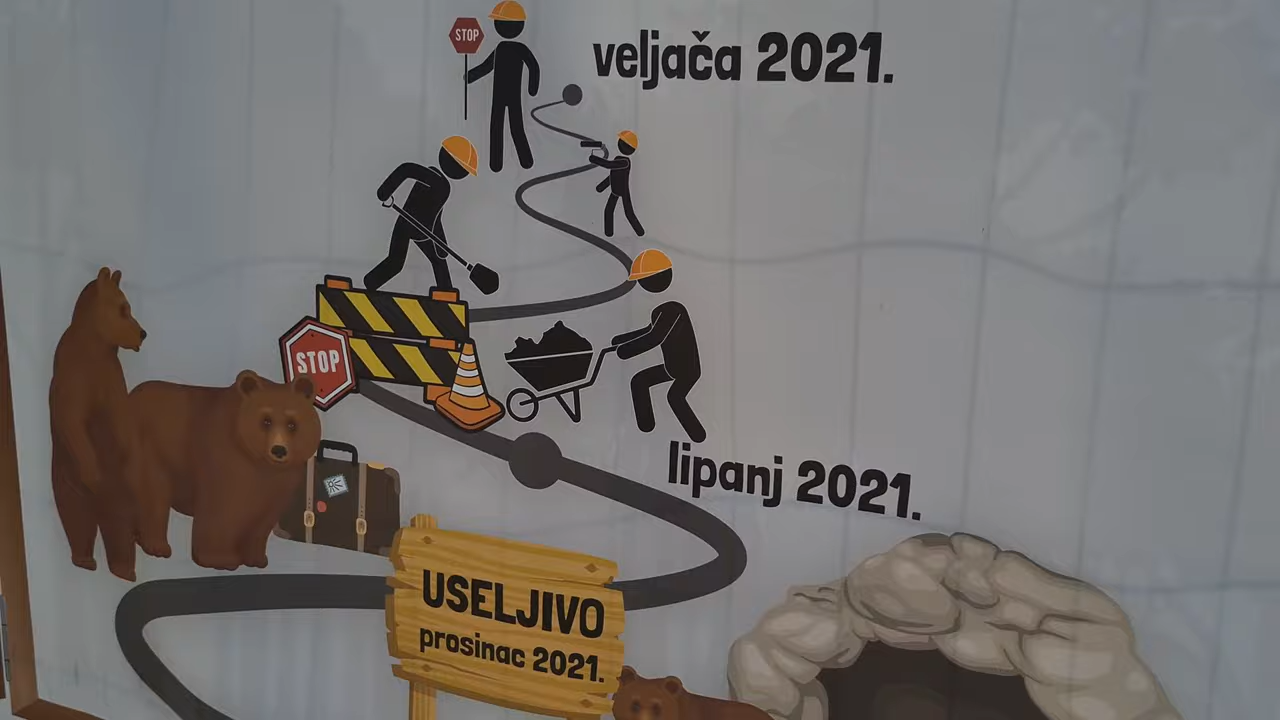 STOP
veljača 2021.
STOP
lipanj 2021.
USELJIVO
prosinac 2021.